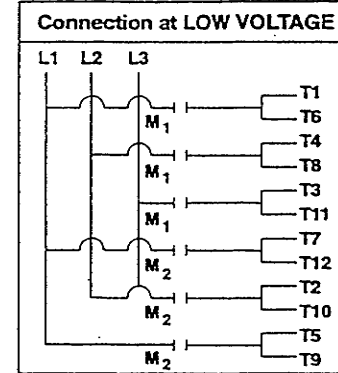 Connection at LOW VOLTAGE
L1 L2 L3
T1
M1 T6
T4
M1 T8
T3
M1 T11
T7
M2 T12
T2
M2 T10
T5
M2 T9